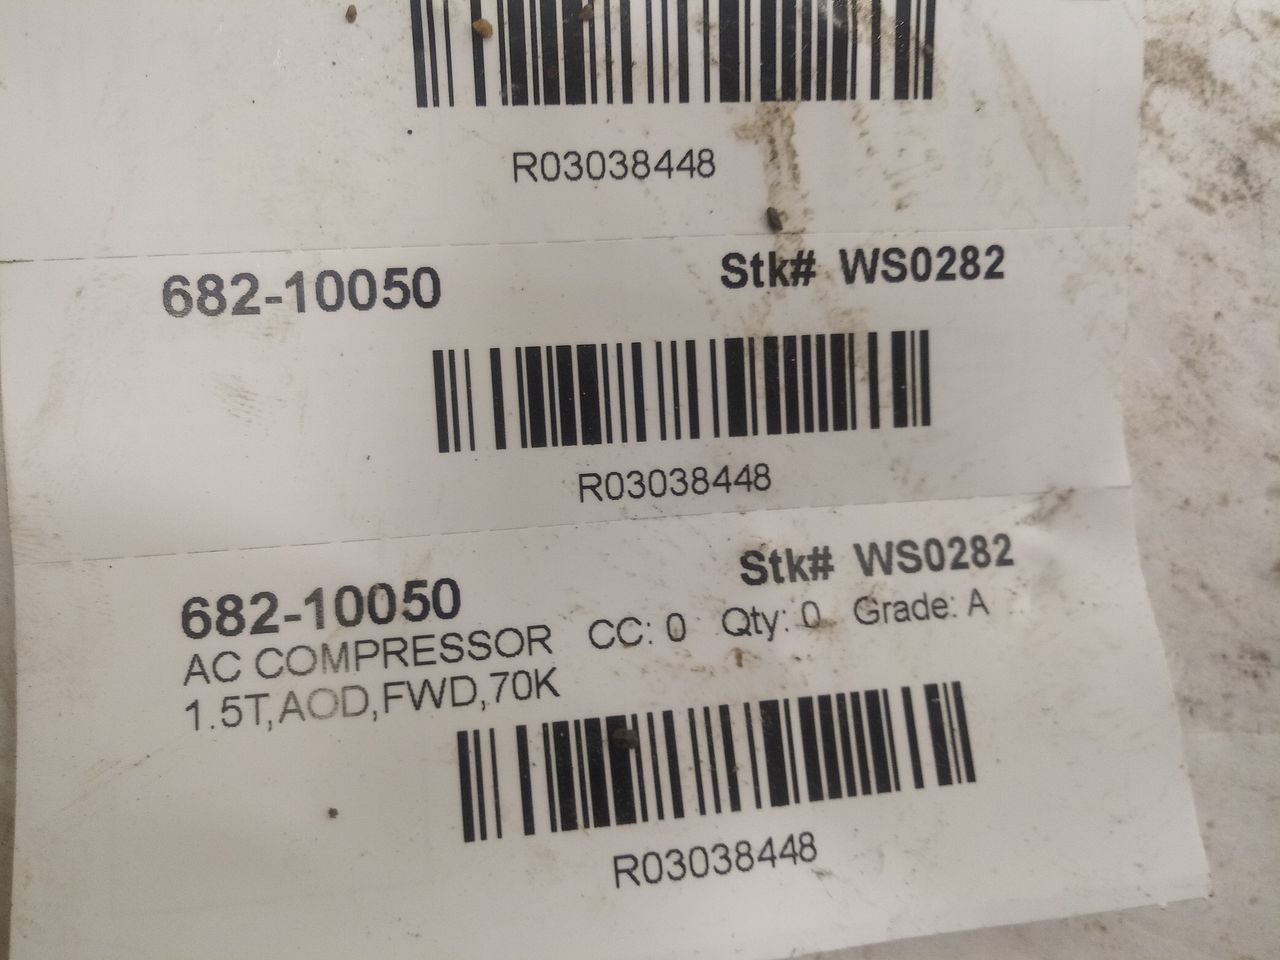 R03038448
682-10050 Stk# WS0282
R03038448
682-10050 Stk# WS0282
AC COMPRESSOR CC: 0 Qty: 0 Grade: A
1.5T,AOD,FWD,70K
R03038448